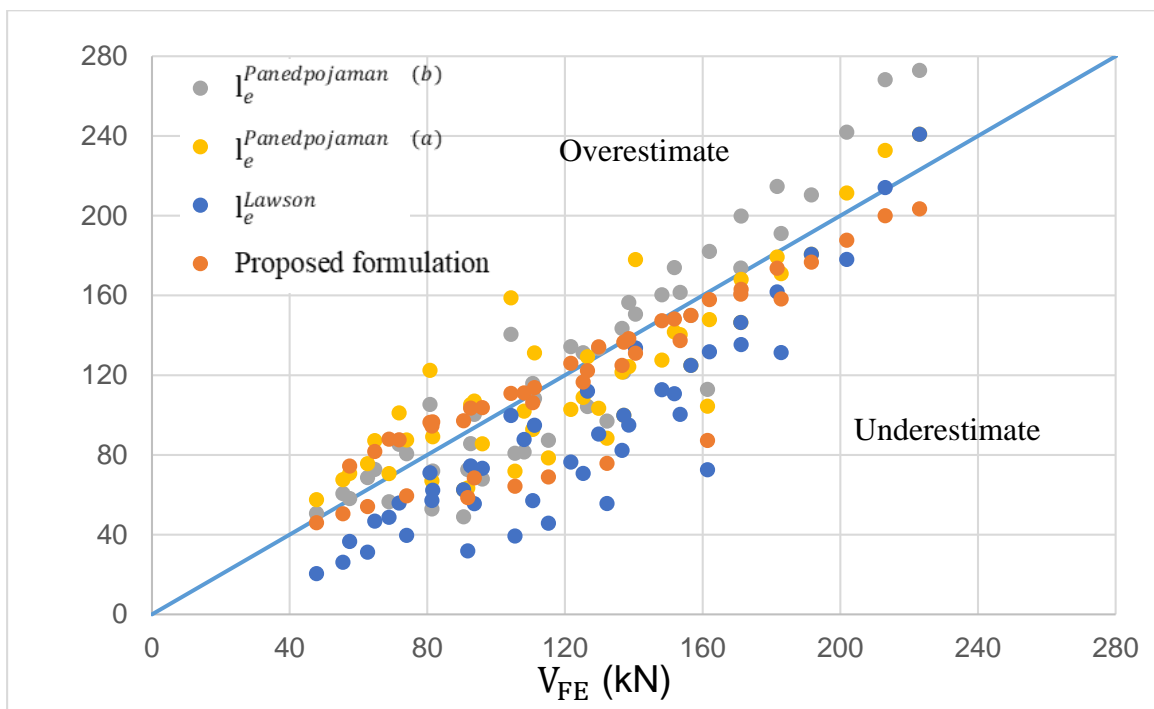 280
240
200
160
120
80
40
0
l_e^Panedpojaman (b)
l_e^Panedpojaman (a)
l_e^Lawson
Proposed formulation
Overestimate
Underestimate
0 40 80 120 160 200 240 280
V_FE (kN)